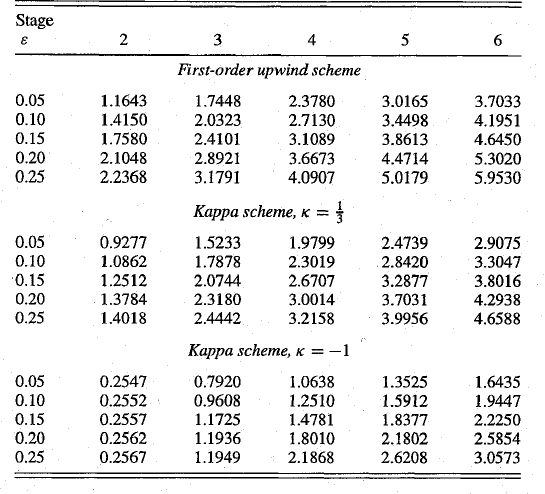 Stage
ε 2 3 4 5 6
First-order upwind scheme
0.05 1.1643 1.7448 2.3780 3.0165 3.7033
0.10 1.4150 2.0323 2.7130 3.4498 4.1951
0.15 1.7580 2.4101 3.1089 3.8613 4.6450
0.20 2.1048 2.8921 3.6673 4.4714 5.3020
0.25 2.2368 3.1791 4.0907 5.0179 5.9530
Kappa scheme, κ = 1/3
0.05 0.9277 1.5233 1.9799 2.4739 2.9075
0.10 1.0862 1.7878 2.3019 2.8420 3.3047
0.15 1.2512 2.0744 2.6707 3.2877 3.8016
0.20 1.3784 2.3180 3.0014 3.7031 4.2938
0.25 1.4018 2.4442 3.2158 3.9956 4.6588
Kappa scheme, κ = −1
0.05 0.2547 0.7920 1.0638 1.3525 1.6435
0.10 0.2552 0.9608 1.2510 1.5912 1.9447
0.15 0.2557 1.1725 1.4781 1.8377 2.2250
0.20 0.2562 1.1936 1.8010 2.1802 2.5854
0.25 0.2567 1.1949 2.1868 2.6208 3.0573